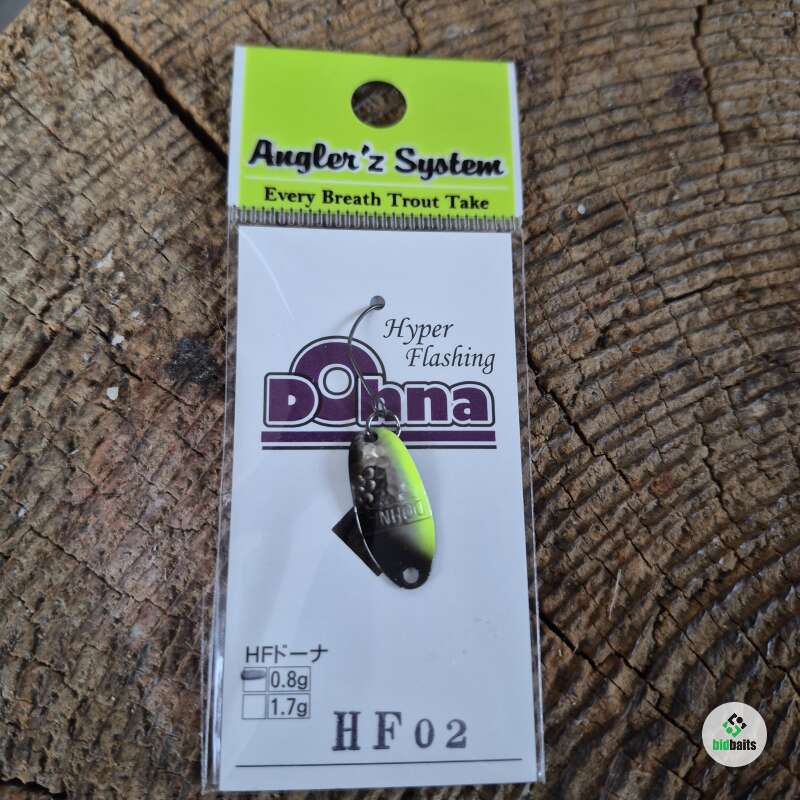 Angler'z System
Every Breath Trout Take
Hyper
Flashing
Dohna
DOHN
HFドーナ
0.8g
1.7g
HF02
bidbaits